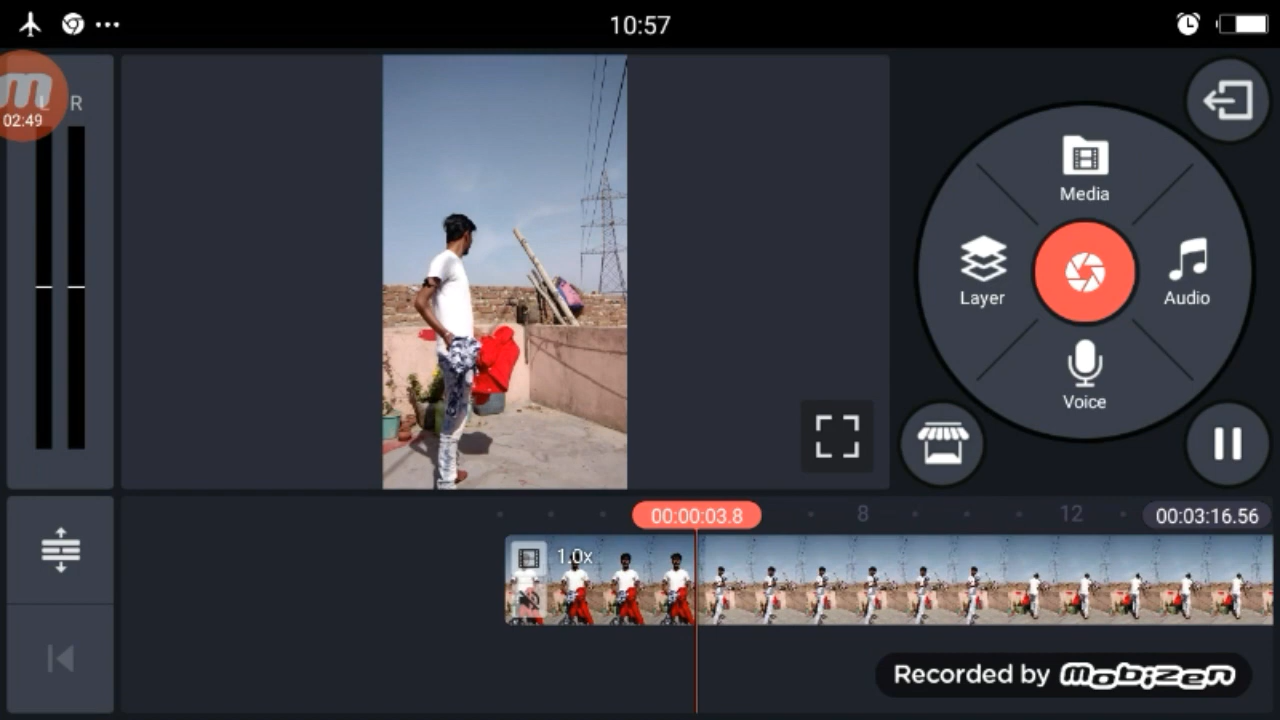 10:57
m
02:49
L R
Media
Layer
Audio
Voice
00:00:03.8
8
12
00:03:16.56
1.0x
Recorded by mobizen